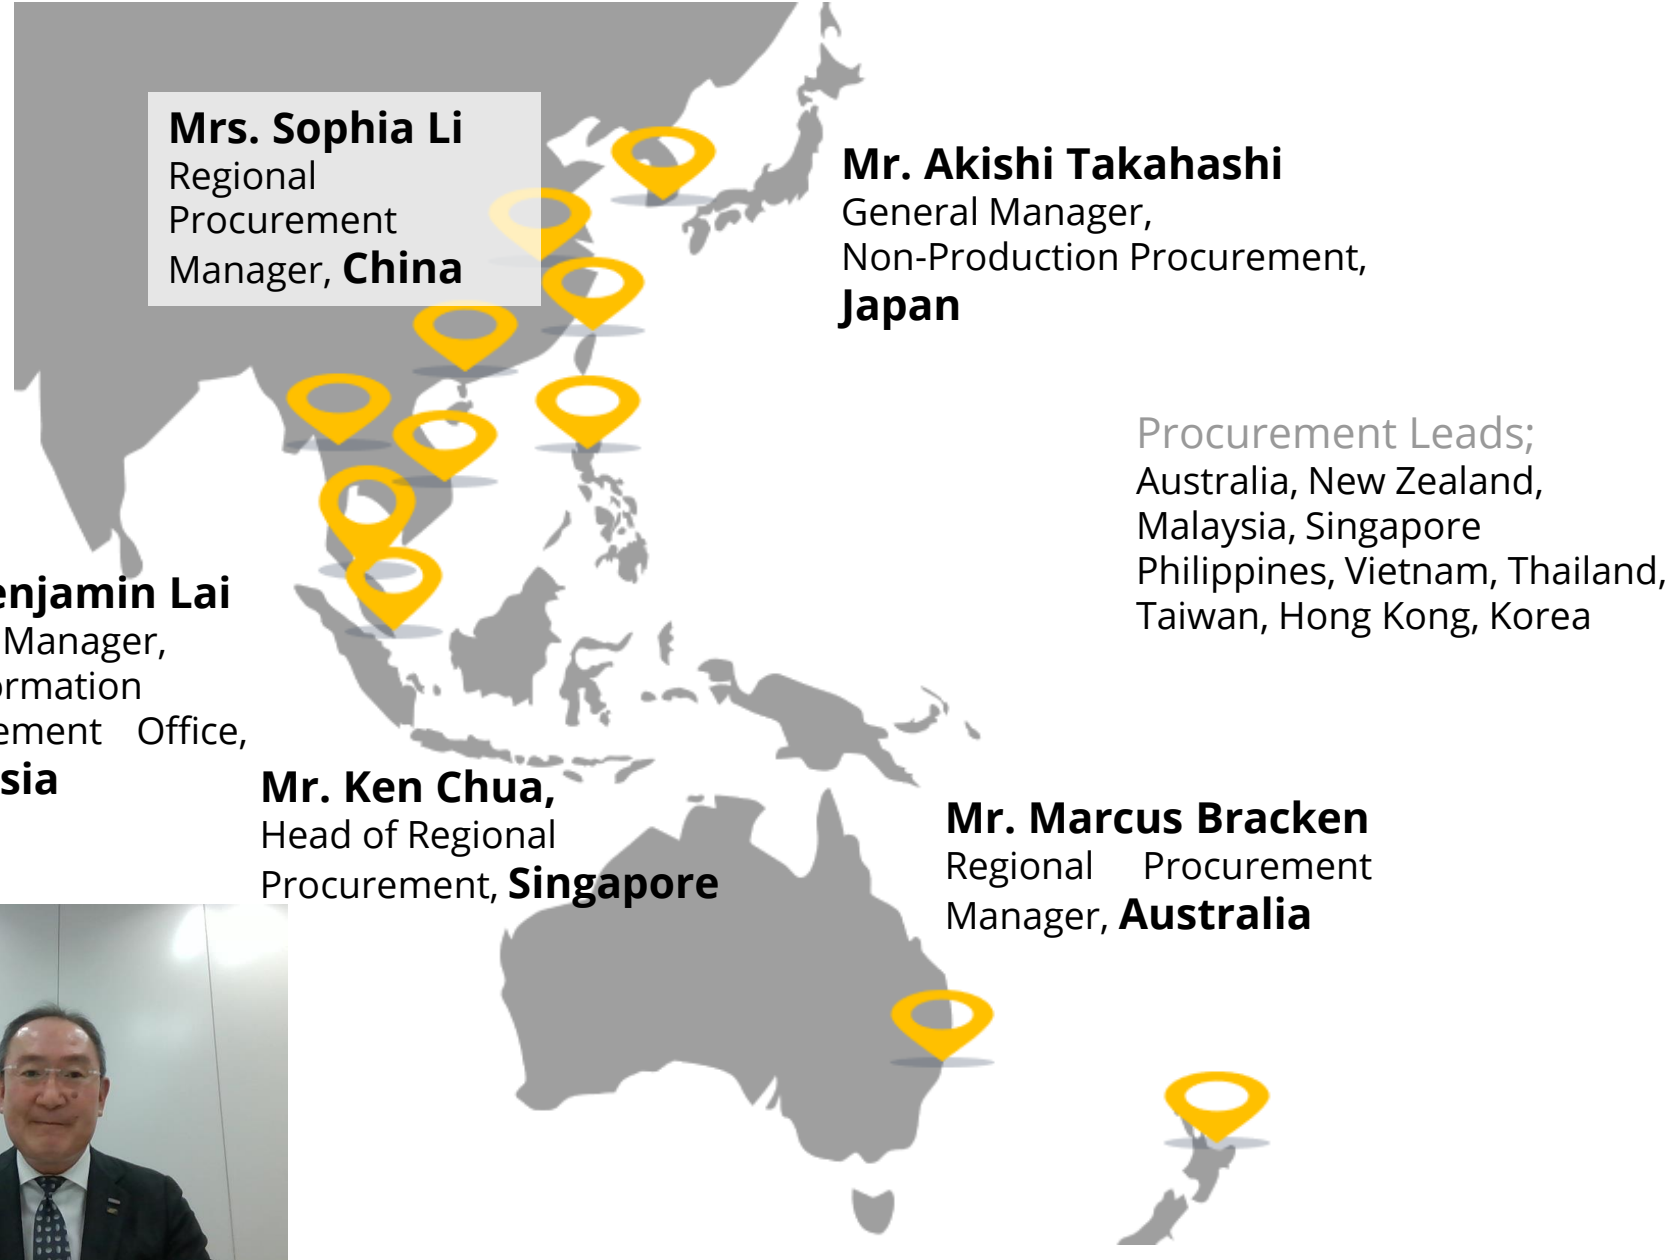 Mrs. Sophia Li
Regional
Procurement
Manager, China
Mr. Akishi Takahashi
General Manager,
Non-Production Procurement,
Japan
Procurement Leads;
Australia, New Zealand,
Malaysia, Singapore
Philippines, Vietnam, Thailand,
Taiwan, Hong Kong, Korea
enjamin Lai
Manager,
ormation
ement Office,
sia
Mr. Ken Chua,
Head of Regional
Procurement, Singapore
Mr. Marcus Bracken
Regional Procurement
Manager, Australia